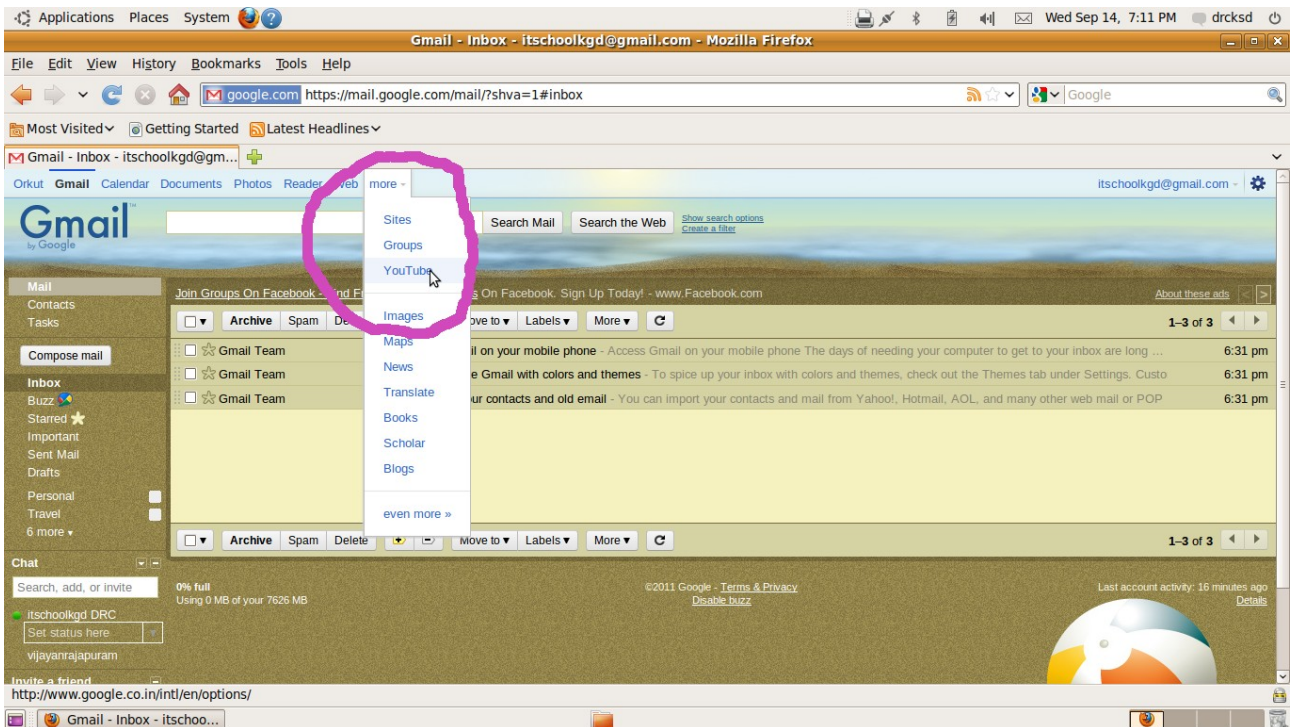 Applications Places System Wed Sep 14, 7:11 PM drcksd
Gmail - Inbox - itschoolkgd@gmail.com - Mozilla Firefox
File Edit View History Bookmarks Tools Help
google.com https://mail.google.com/mail/?shva=1#inbox Google
Most Visited Getting Started Latest Headlines
Gmail - Inbox - itschoolkgd@gm...
Orkut Gmail Calendar Documents Photos Reader more itschoolkgd@gmail.com
Gmail
by Google
Search Mail Search the Web
Show search options
Create a filter
Sites
Groups
YouTube
Images
Maps
News
Translate
Books
Scholar
Blogs
even more »
Mail
Contacts
Tasks
Compose mail
Inbox
Buzz
Starred
Important
Sent Mail
Drafts
Personal
Travel
6 more
Join Groups On Facebook - On Facebook. Sign Up Today! - www.Facebook.com About these ads < >
Archive Spam Labels More 1–3 of 3
Gmail Team on your mobile phone - Access Gmail on your mobile phone The days of needing your computer to get to your inbox are long ... 6:31 pm
Gmail Team Gmail with colors and themes - To spice up your inbox with colors and themes, check out the Themes tab under Settings. Custo 6:31 pm
Gmail Team contacts and old email - You can import your contacts and mail from Yahoo!, Hotmail, AOL, and many other web mail or POP 6:31 pm
Archive Spam Delete Move to Labels More 1–3 of 3
Chat
Search, add, or invite
itschoolkgd DRC
Set status here
vijayanrajapuram
Invite a friend
0% full
Using 0 MB of your 7626 MB
©2011 Google - Terms & Privacy
Disable buzz
Last account activity: 16 minutes ago
Details
http://www.google.co.in/intl/en/options/
Gmail - Inbox - itschoo...